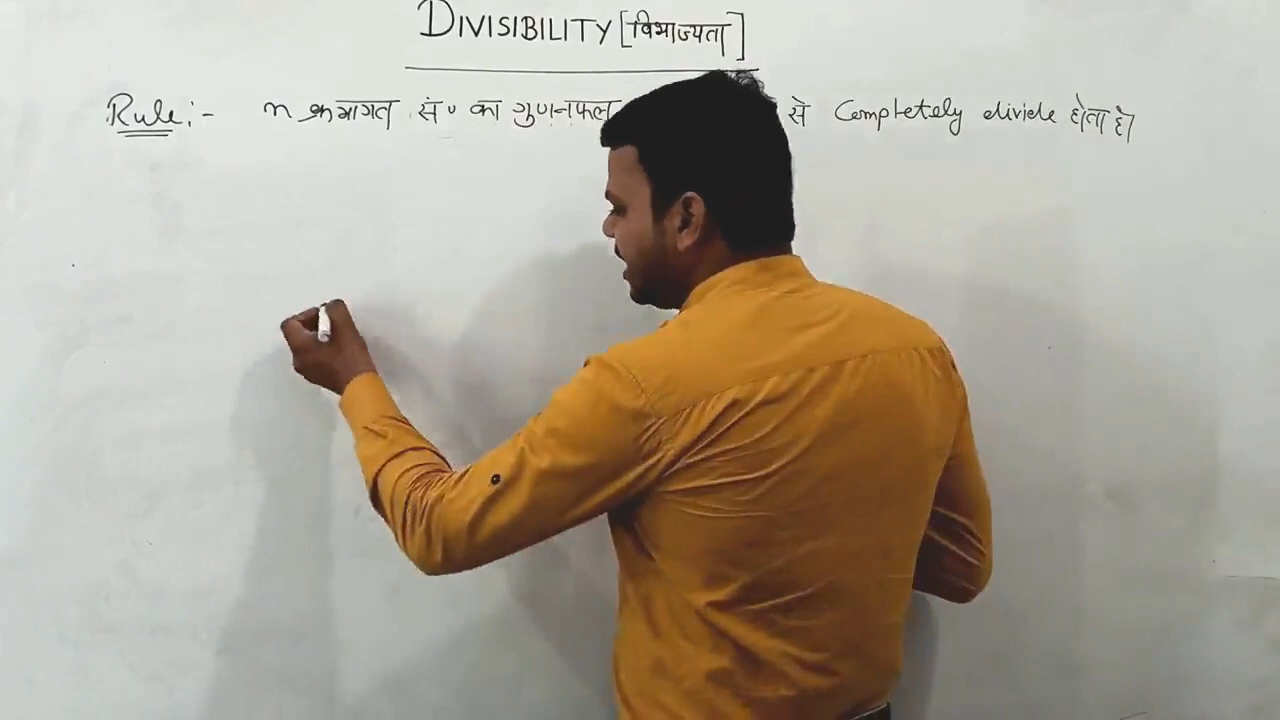 DIVISIBILITY [विभाज्यता]
Rule:- n क्रमागत सं० का गुणनफल से Completely divide होता है।